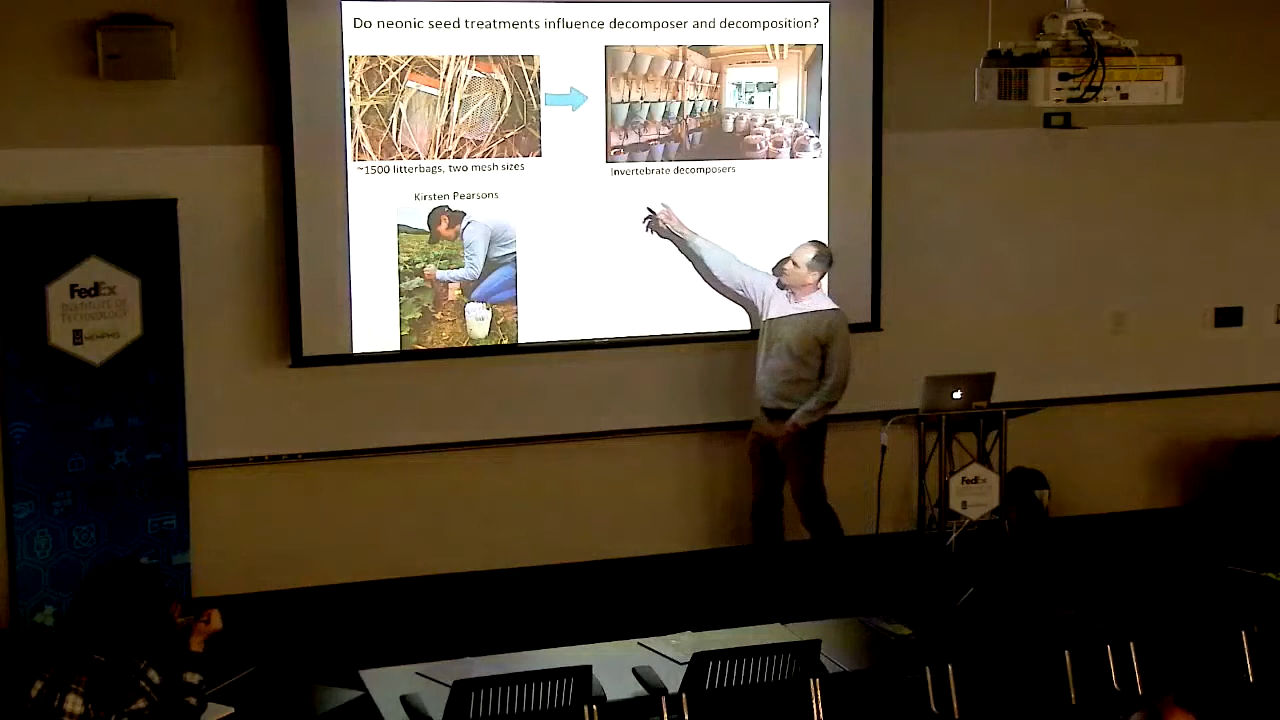 Do neonic seed treatments influence decomposer and decomposition?
~1500 litterbags, two mesh sizes
Invertebrate decomposers
Kirsten Pearsons
FedEx
INSTITUTE OF
TECHNOLOGY
MEMPHIS
FedEx